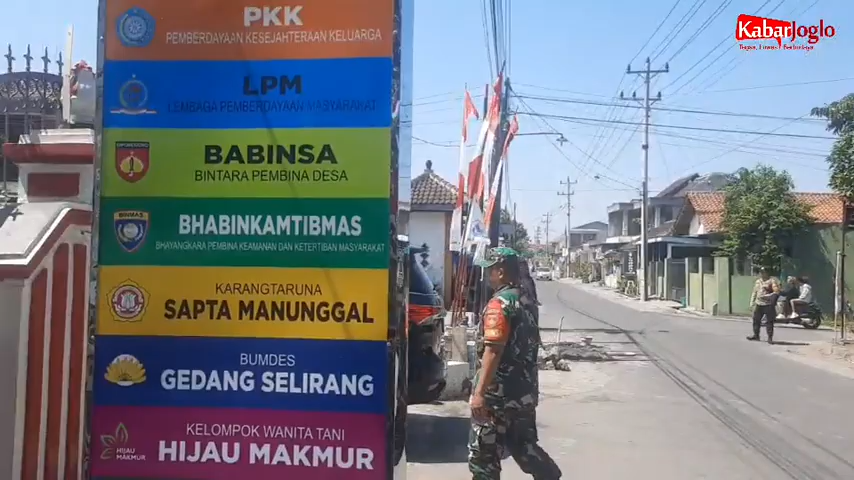 PKK
PEMBERDAYAAN KESEJAHTERAAN KELUARGA
LPM
LEMBAGA PEMBERDAYAAN MASYARAKAT
BABINSA
BINTARA PEMBINA DESA
BINMAS
BHABINKAMTIBMAS
BHAYANGKARA PEMBINA KEAMANAN DAN KETERTIBAN MASYARAKAT
KARANGTARUNA
SAPTA MANUNGGAL
BUMDES
GEDANG SELIRANG
KELOMPOK WANITA TANI
HIJAU MAKMUR
HIJAU MAKMUR
KabarJoglo